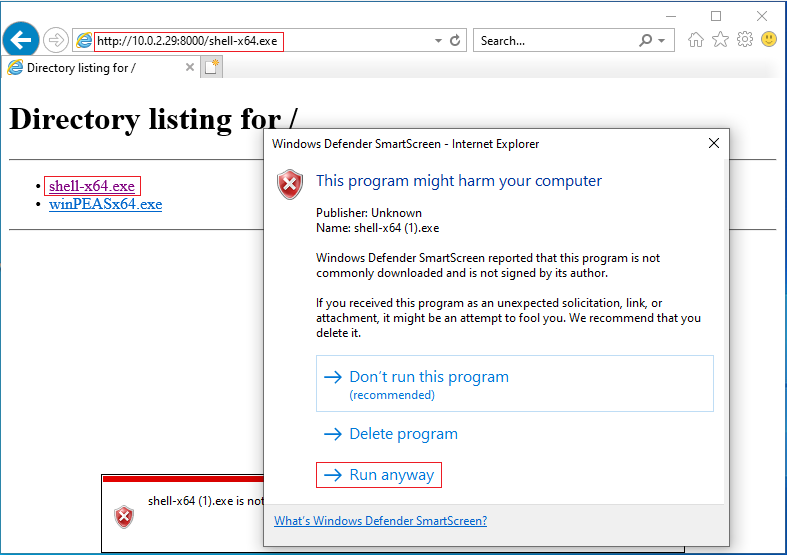 http://10.0.2.29:8000/shell-x64.exe
Search...
Directory listing for /
Directory listing for /
shell-x64.exe
winPEASx64.exe
Windows Defender SmartScreen - Internet Explorer
This program might harm your computer
Publisher: Unknown
Name: shell-x64 (1).exe
Windows Defender SmartScreen reported that this program is not
commonly downloaded and is not signed by its author.
If you received this program as an unexpected solicitation, link, or
attachment, it might be an attempt to fool you. We recommend that you
delete it.
Don't run this program
(recommended)
Delete program
Run anyway
shell-x64 (1).exe is not
What's Windows Defender SmartScreen?